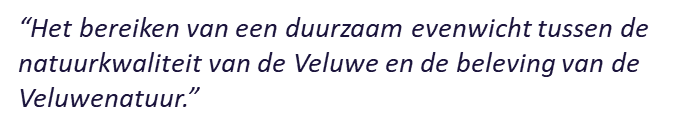 “Het bereiken van een duurzaam evenwicht tussen de
natuurkwaliteit van de Veluwe en de beleving van de
Veluwenatuur.”